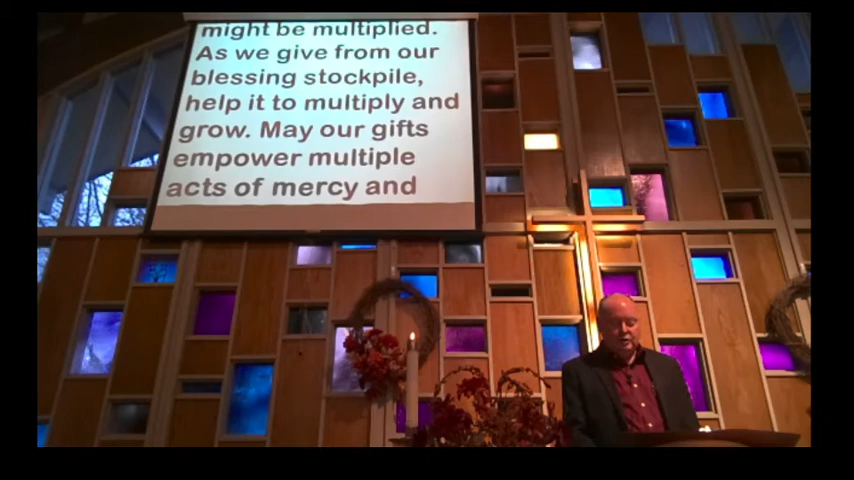 might be multiplied.
As we give from our
blessing stockpile,
help it to multiply and
grow. May our gifts
empower multiple
acts of mercy and